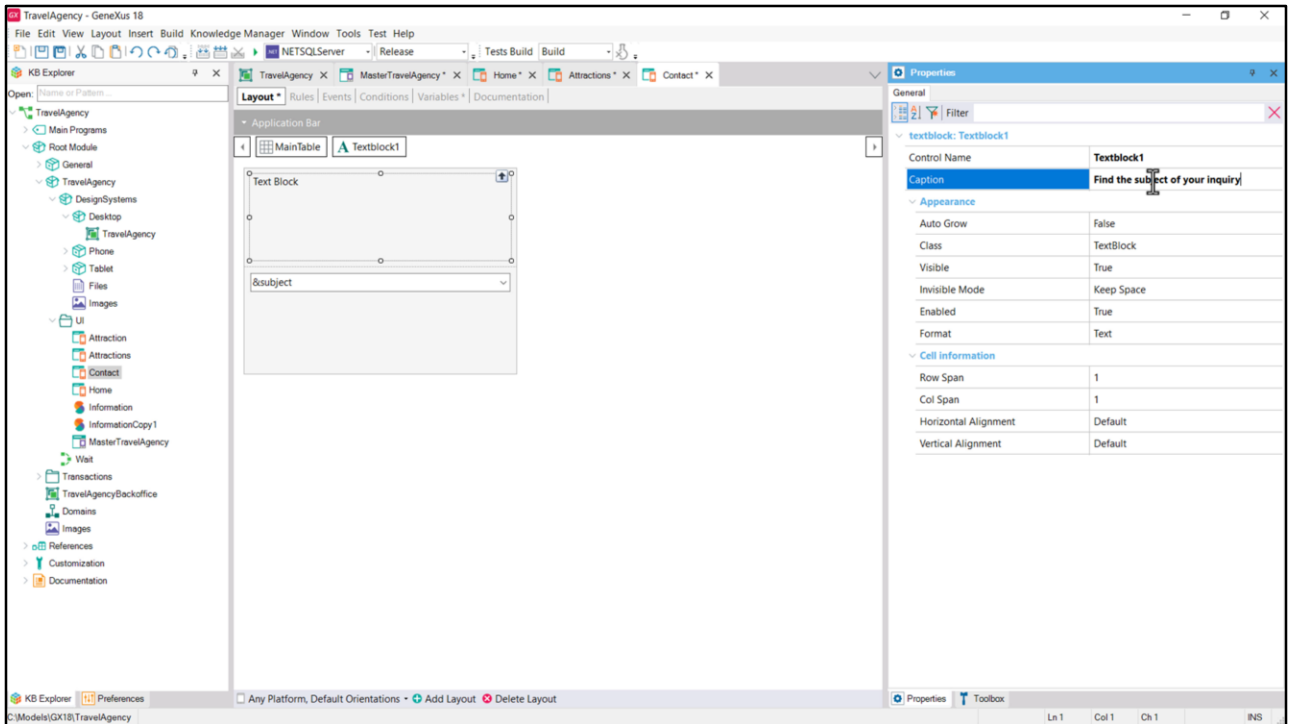 GX TravelAgency - GeneXus 18
File Edit View Layout Insert Build Knowledge Manager Window Tools Test Help
NETSQLServer Release Tests Build Build
KB Explorer
Open: Name or Pattern ...
TravelAgency
Main Programs
Root Module
General
TravelAgency
DesignSystems
Desktop
TravelAgency
Phone
Tablet
Files
Images
UI
Attraction
Attractions
Contact
Home
Information
InformationCopy1
MasterTravelAgency
Wait
Transactions
TravelAgencyBackoffice
Domains
Images
References
Customization
Documentation
KB Explorer Preferences
TravelAgency X MasterTravelAgency * X Home * X Attractions * X Contact * X
Layout * Rules Events Conditions Variables * Documentation
Application Bar
MainTable A Textblock1
Text Block
&subject
Any Platform, Default Orientations Add Layout Delete Layout
Properties
General
Filter
textblock: Textblock1
Control Name Textblock1
Caption Find the subject of your inquiry
Appearance
Auto Grow False
Class TextBlock
Visible True
Invisible Mode Keep Space
Enabled True
Format Text
Cell information
Row Span 1
Col Span 1
Horizontal Alignment Default
Vertical Alignment Default
Properties Toolbox
C:\Models\GX18\TravelAgency Ln 1 Col 1 Ch 1 INS